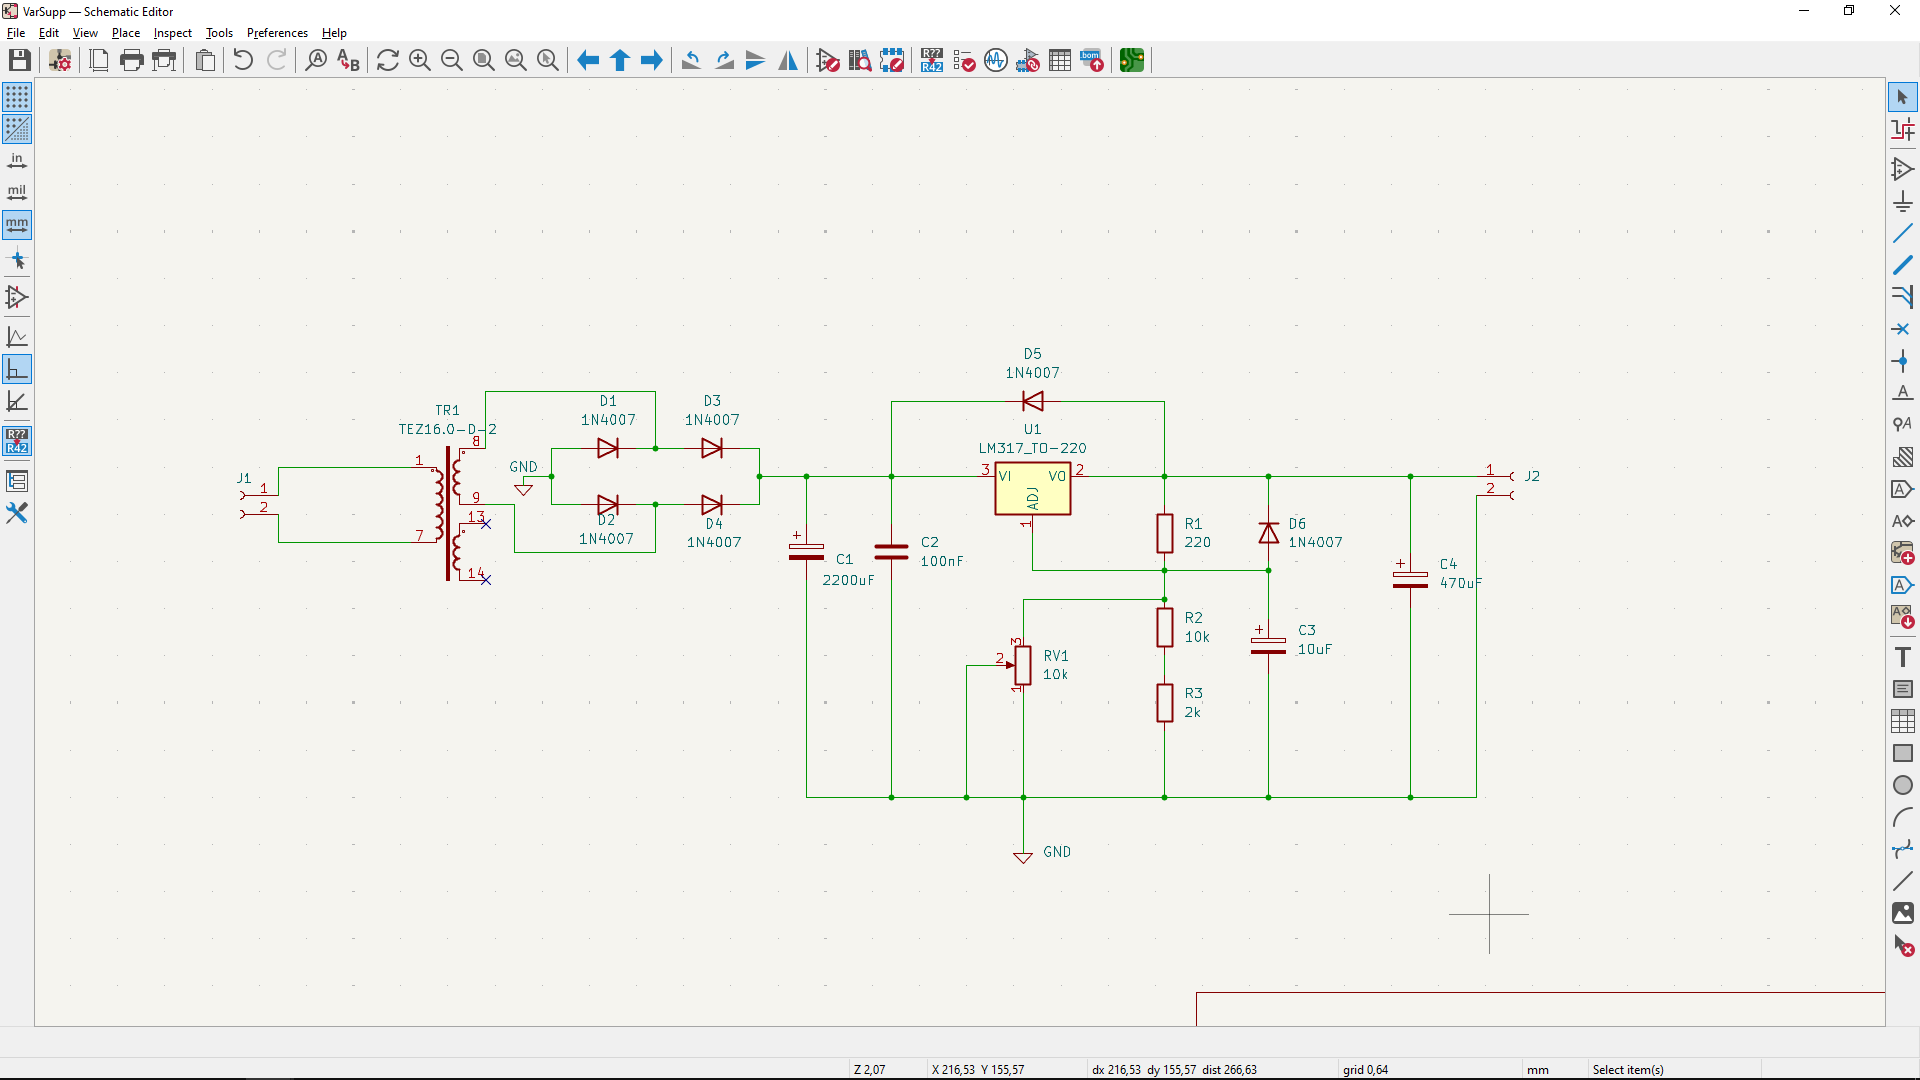 VarSupp — Schematic Editor
File Edit View Place Inspect Tools Preferences Help
in
mil
mm
R??
R42
D5
1N4007
TR1
TEZ16.0-D-2
D1
1N4007
D3
1N4007
U1
LM317_TO-220
8
1
GND
3
VI
VO
2
1
J2
J1
1
2
9
2
ADJ
13
7
D2
1N4007
D4
1N4007
1
R1
220
D6
1N4007
14
+
C1
2200uF
C2
100nF
+
C4
470uF
R2
10k
+
C3
10uF
3
2
RV1
10k
1
R3
2k
GND
Z 2,07
X 216,53 Y 155,57
dx 216,53 dy 155,57 dist 266,63
grid 0,64
mm
Select item(s)